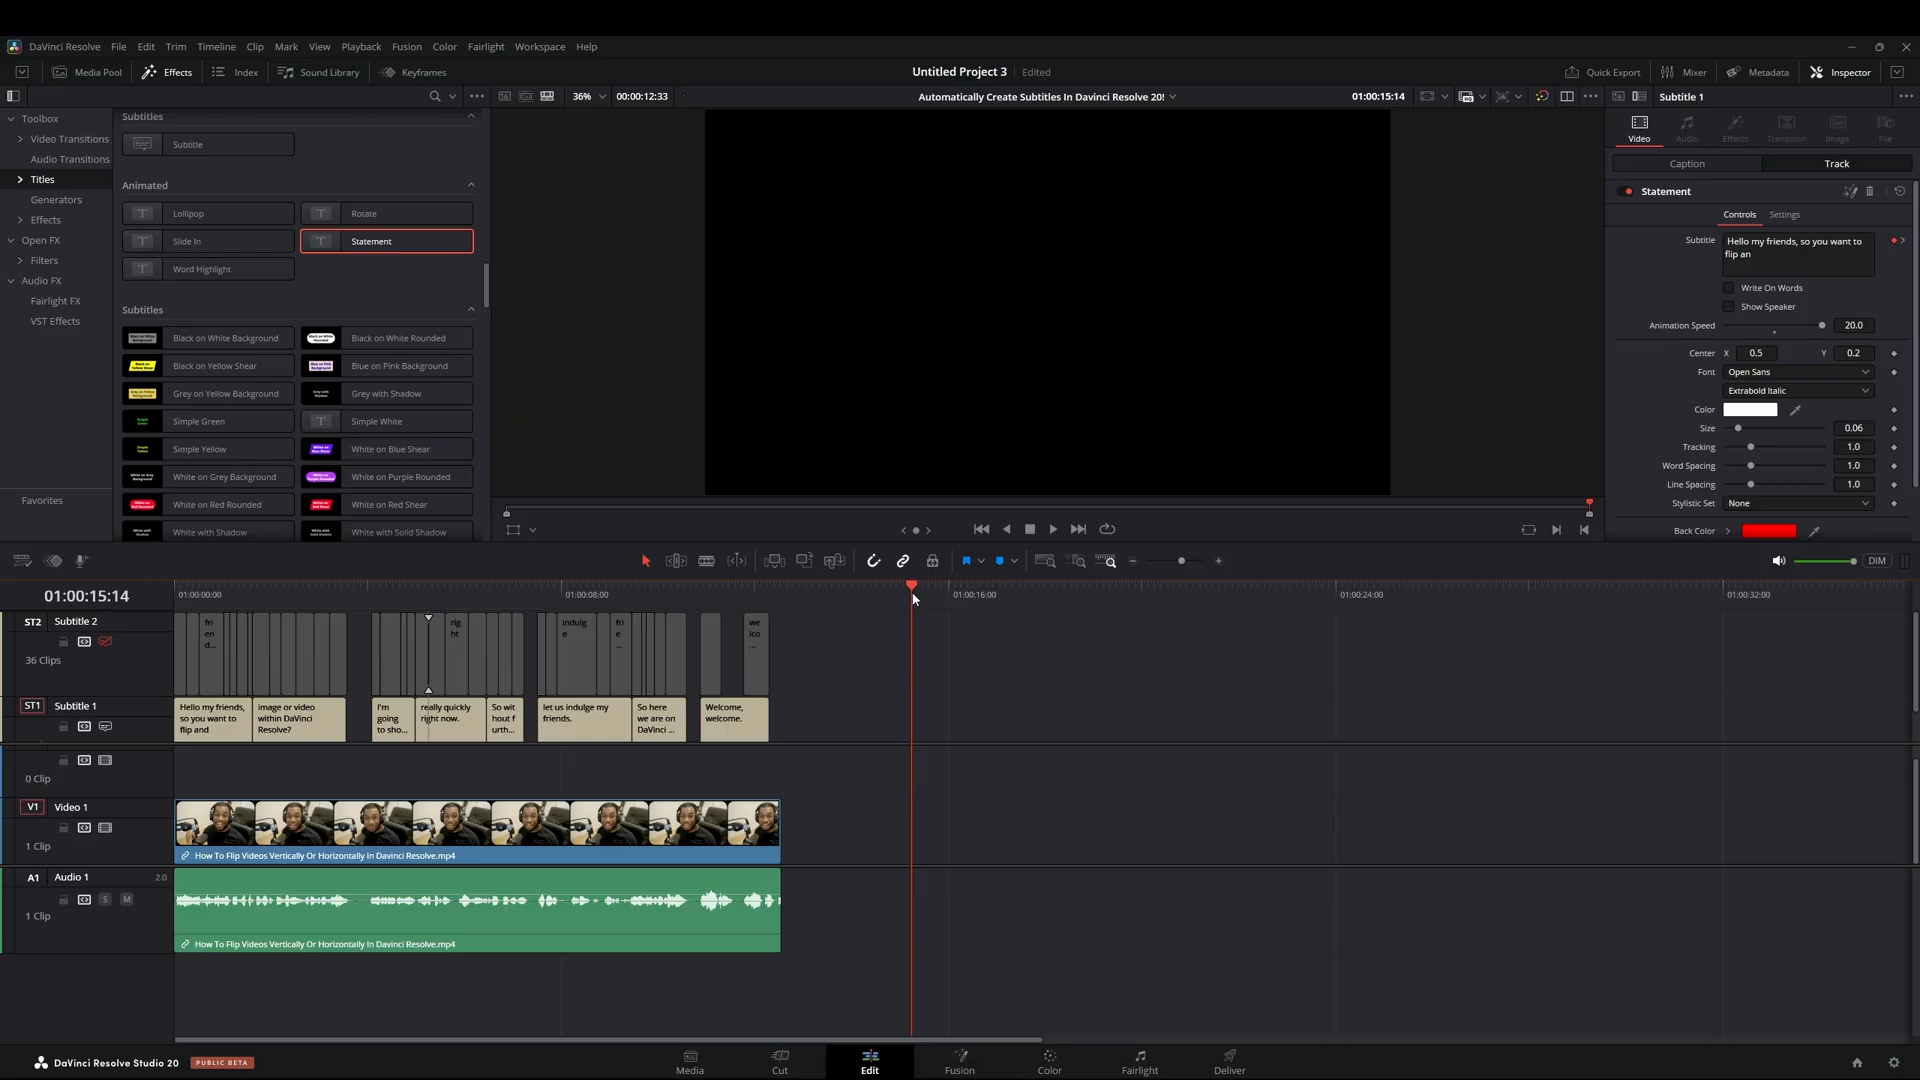 DaVinci Resolve File Edit Trim Timeline Clip Mark View Playback Fusion Color Fairlight Workspace Help
Media Pool Effects Index Sound Library Keyframes
Untitled Project 3 Edited
Quick Export Mixer Metadata Inspector
36% 00:00:12:33
Automatically Create Subtitles In Davinci Resolve 20!
01:00:15:14
Subtitle 1
Toolbox
Video Transitions
Audio Transitions
Titles
Generators
Effects
Open FX
Filters
Audio FX
Fairlight FX
VST Effects
Favorites
Subtitles
Subtitle
Animated
Lollipop
Rotate
Slide In
Statement
Word Highlight
Subtitles
Black on White Background
Black on White Rounded
Black on Yellow Shear
Blue on Pink Background
Grey on Yellow Background
Grey with Shadow
Simple Green
Simple White
Simple Yellow
White on Blue Shear
White on Grey Background
White on Purple Rounded
White on Red Rounded
White on Red Shear
White with Shadow
White with Solid Shadow
Video Audio Effects Transition Image File
Caption Track
Statement
Controls Settings
Subtitle
Hello my friends, so you want to
flip an
Write On Words
Show Speaker
Animation Speed 20.0
Center X 0.5 Y 0.2
Font Open Sans
Extrabold Italic
Color
Size 0.06
Tracking 1.0
Word Spacing 1.0
Line Spacing 1.0
Stylistic Set None
Back Color
DIM
01:00:15:14
01:00:00:00 01:00:08:00 01:00:16:00 01:00:24:00 01:00:32:00
ST2 Subtitle 2
36 Clips
fri
en
d...
rig
ht
indulg
e
frie
...
we
lco
...
ST1 Subtitle 1
Hello my friends,
so you want to
flip and
image or video
within DaVinci
Resolve?
I'm
going
to sho...
really quickly
right now.
So wit
hout f
urth...
let us indulge my
friends.
So here
we are on
DaVinci ...
Welcome,
welcome.
0 Clip
V1 Video 1
1 Clip
How To Flip Videos Vertically Or Horizontally In Davinci Resolve.mp4
A1 Audio 1 2.0
S M
1 Clip
How To Flip Videos Vertically Or Horizontally In Davinci Resolve.mp4
DaVinci Resolve Studio 20 PUBLIC BETA
Media Cut Edit Fusion Color Fairlight Deliver